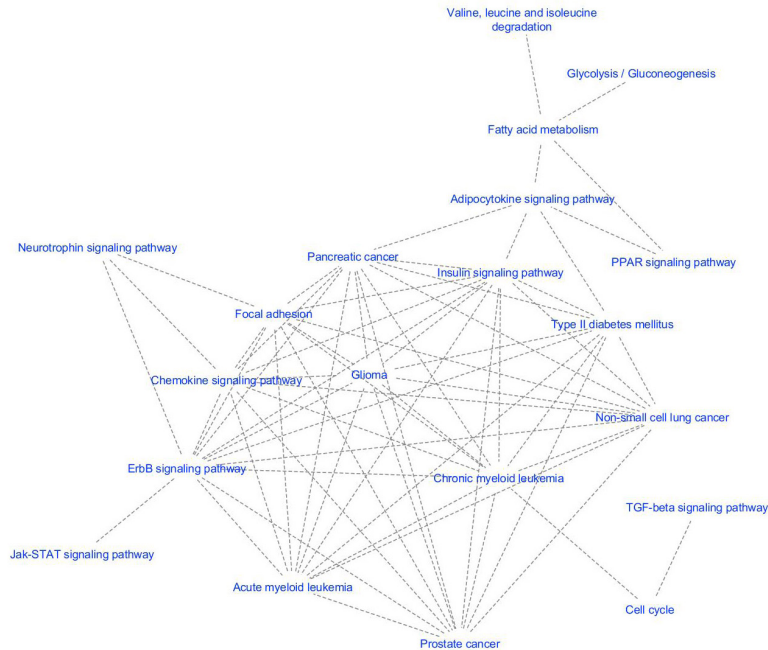 Valine, leucine and isoleucine
degradation
Glycolysis / Gluconeogenesis
Fatty acid metabolism
Adipocytokine signaling pathway
Neurotrophin signaling pathway
Pancreatic cancer
Insulin signaling pathway
PPAR signaling pathway
Focal adhesion
Type II diabetes mellitus
Chemokine signaling pathway
Glioma
Non-small cell lung cancer
ErbB signaling pathway
Chronic myeloid leukemia
TGF-beta signaling pathway
Jak-STAT signaling pathway
Acute myeloid leukemia
Cell cycle
Prostate cancer